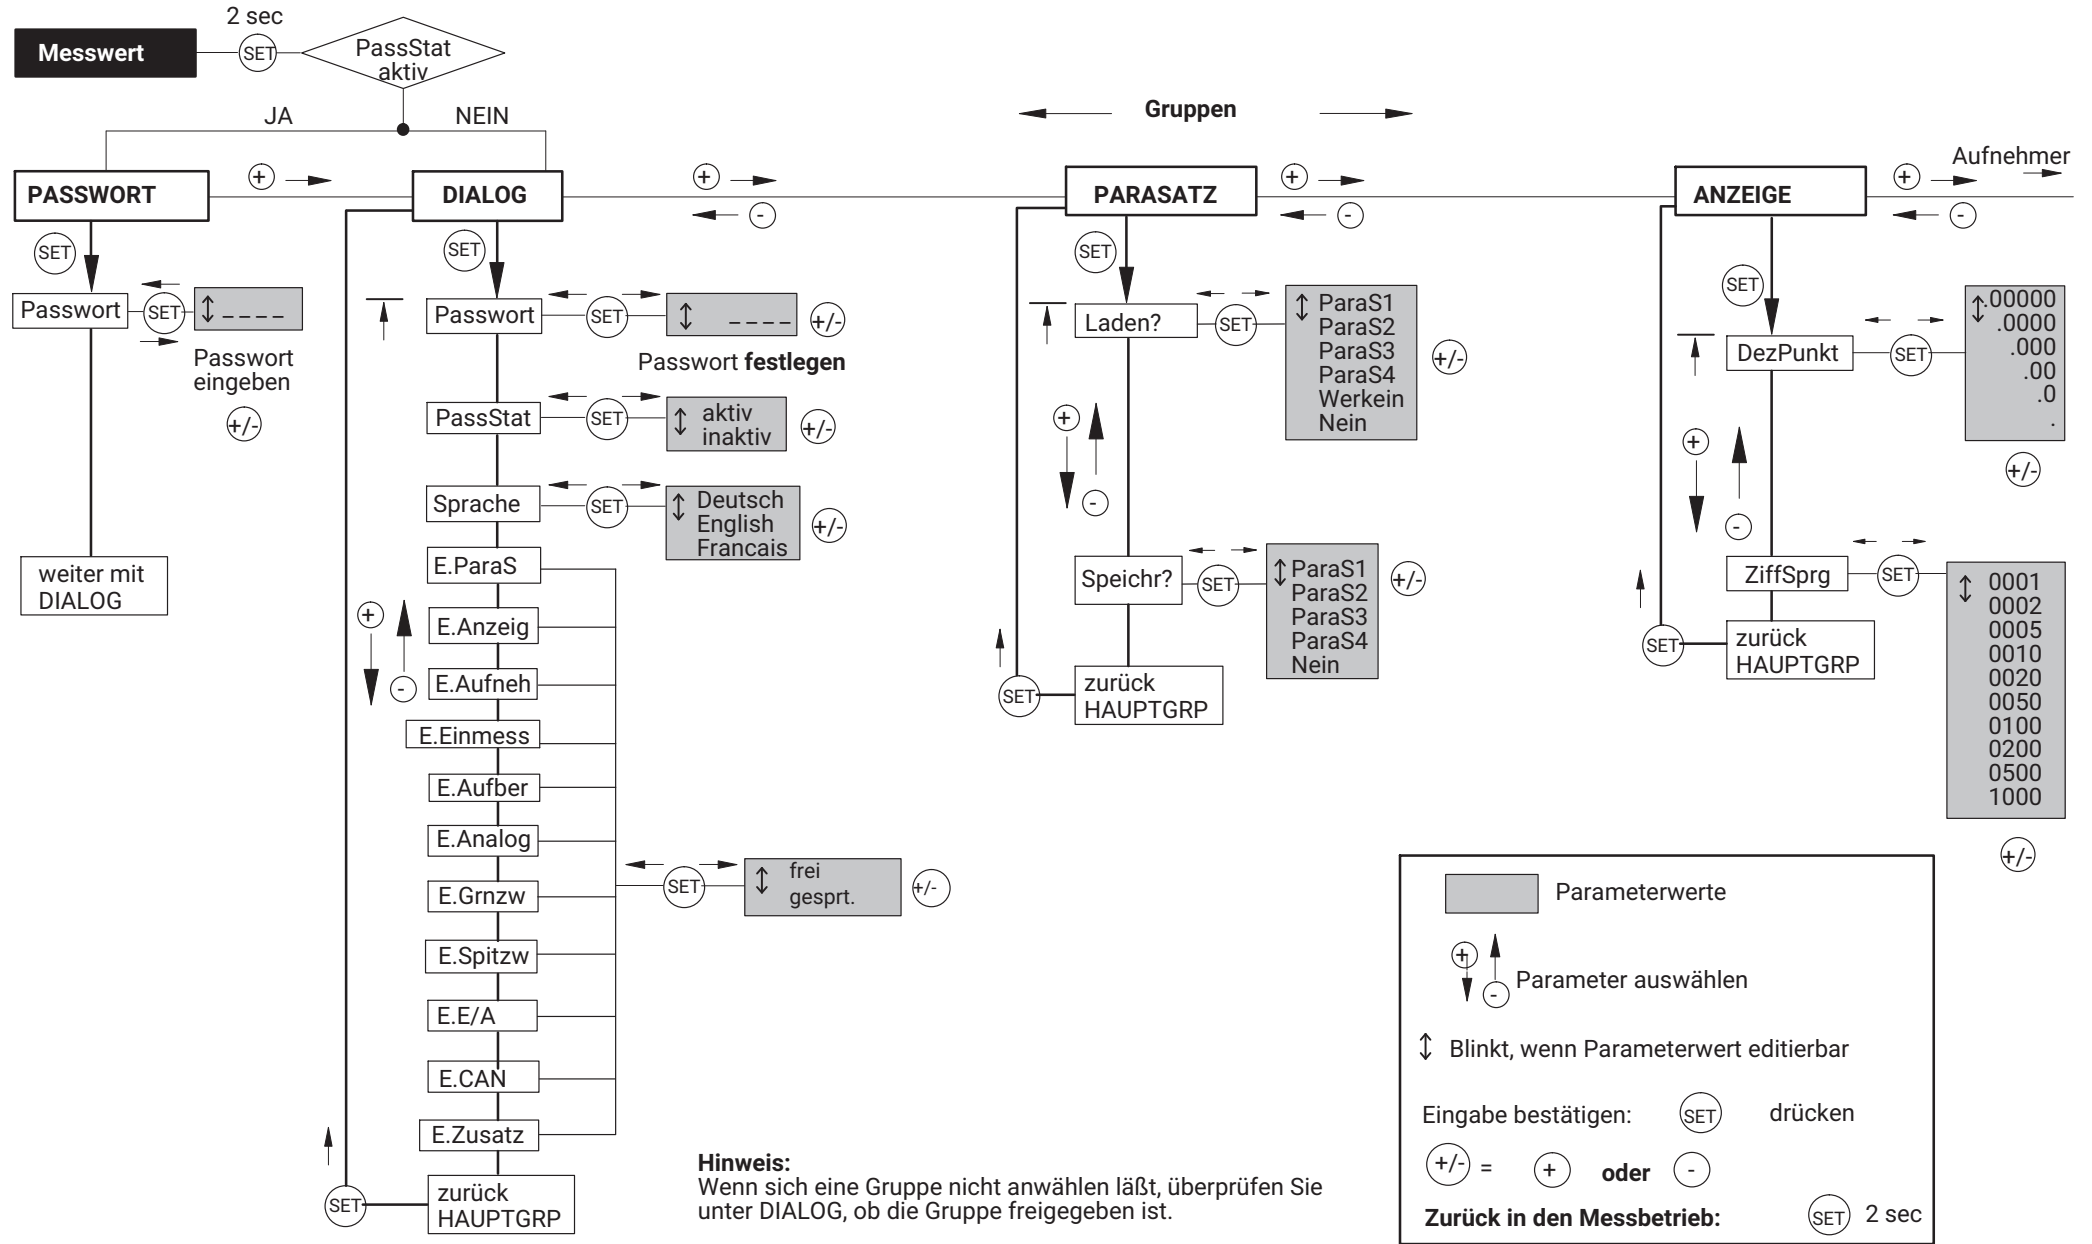 2 sec
Messwert
SET
PassStat
aktiv
JA
NEIN
Gruppen
PASSWORT
+
DIALOG
+
-
PARASATZ
+
-
ANZEIGE
+
-
Aufnehmer
SET
Passwort
SET
_ _ _ _
Passwort
eingeben
+/-
weiter mit
DIALOG
SET
Passwort
SET
_ _ _ _
+/-
Passwort festlegen
PassStat
SET
aktiv
inaktiv
+/-
Sprache
SET
Deutsch
English
Francais
+/-
E.ParaS
E.Anzeig
+
-
E.Aufneh
E.Einmess
E.Aufber
E.Analog
E.Grnzw
E.Spitzw
E.E/A
E.CAN
E.Zusatz
SET
frei
gesprt.
+/-
SET
zurück
HAUPTGRP
SET
Laden?
SET
ParaS1
ParaS2
ParaS3
ParaS4
Werkein
Nein
+/-
+
-
Speichr?
SET
ParaS1
ParaS2
ParaS3
ParaS4
Nein
+/-
SET
zurück
HAUPTGRP
SET
DezPunkt
SET
.00000
.0000
.000
.00
.0
.
+/-
+
-
ZiffSprg
SET
0001
0002
0005
0010
0020
0050
0100
0200
0500
1000
+/-
SET
zurück
HAUPTGRP
Hinweis:
Wenn sich eine Gruppe nicht anwählen läßt, überprüfen Sie
unter DIALOG, ob die Gruppe freigegeben ist.
Parameterwerte
+
-
Parameter auswählen
Blinkt, wenn Parameterwert editierbar
Eingabe bestätigen: SET drücken
+/- = + oder -
Zurück in den Messbetrieb: SET 2 sec